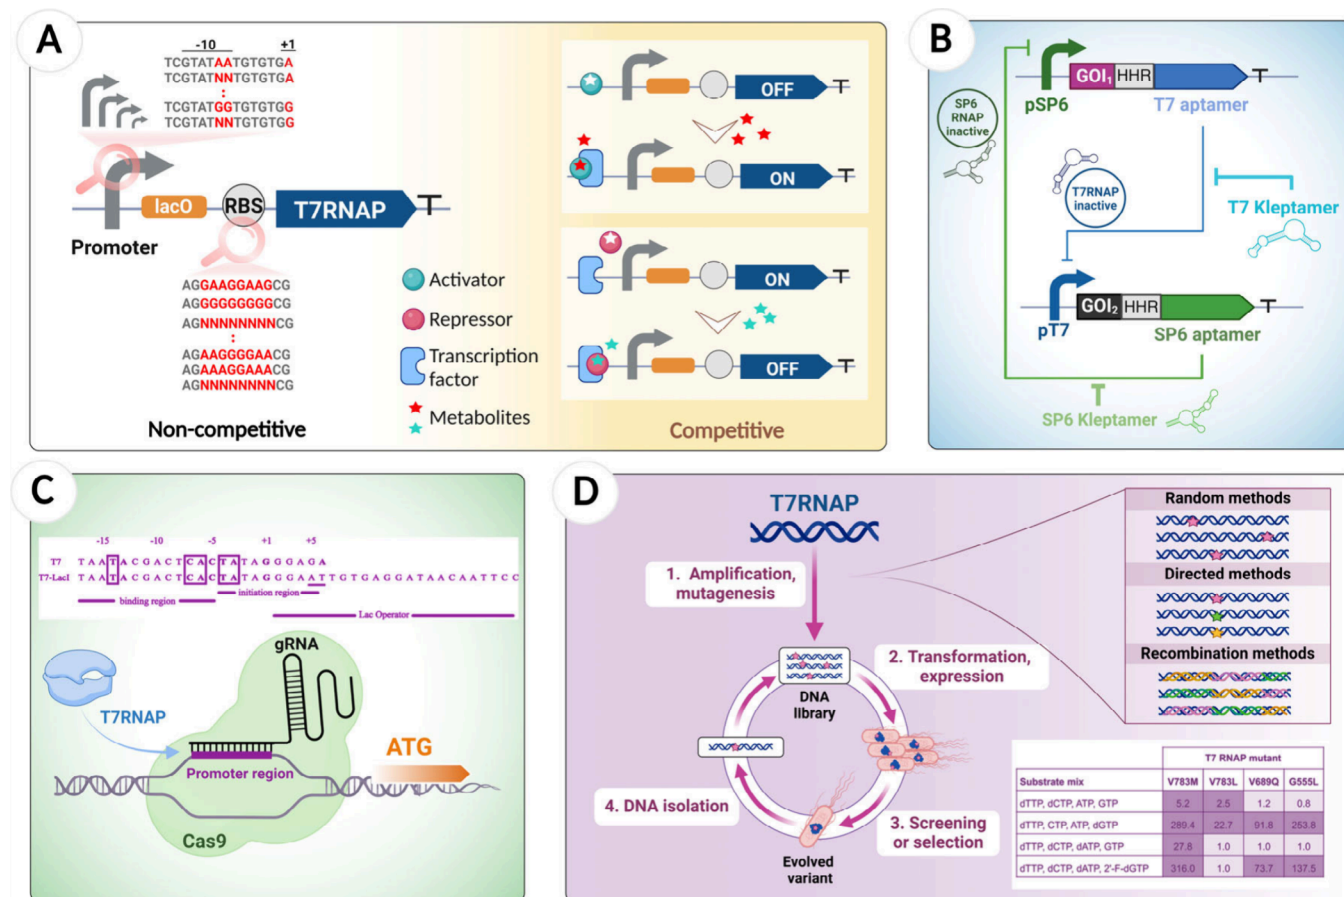 A
-10 +1
TCGTATAATGTGTGA
TCGTATNNTGTGTGA
:
TCGTATGGTGTGTGG
TCGTATNNTGTGTGG
lacO
RBS
T7RNAP
Promoter
AGGAAGGAAGCG
AGGGGGGGGGCG
AGNNNNNNNNCG
:
AGAAGGGGAACG
AGAAAGGAAACG
AGNNNNNNNNCG
Non-competitive
Activator
Repressor
Transcription
factor
Metabolites
OFF
ON
ON
OFF
Competitive
B
pSP6
GOI1
HHR
T7 aptamer
SP6
RNAP
inactive
T7RNAP
inactive
T7 Kleptamer
pT7
GOI2
HHR
SP6 aptamer
SP6 Kleptamer
C
-15 -10 -5 +1 +5
T7 TAATACGACTCACTATAGGGAGA
T7-LacI TAATACGACTCACTATAGGGAATTGTGAGGATAACAATTCC
binding region
initiation region
Lac Operator
gRNA
T7RNAP
ATG
Promoter region
Cas9
D
T7RNAP
1. Amplification,
mutagenesis
DNA
library
2. Transformation,
expression
3. Screening
or selection
Evolved
variant
4. DNA isolation
Random methods
Directed methods
Recombination methods
T7 RNAP mutant
Substrate mix V783M V783L V689Q G555L
dTTP, dCTP, ATP, GTP 5.2 2.5 1.2 0.8
dTTP, CTP, ATP, dGTP 289.4 22.7 91.8 253.8
dTTP, dCTP, dATP, GTP 27.8 1.0 1.0 1.0
dTTP, dCTP, dATP, 2'-F-dGTP 316.0 1.0 73.7 137.5